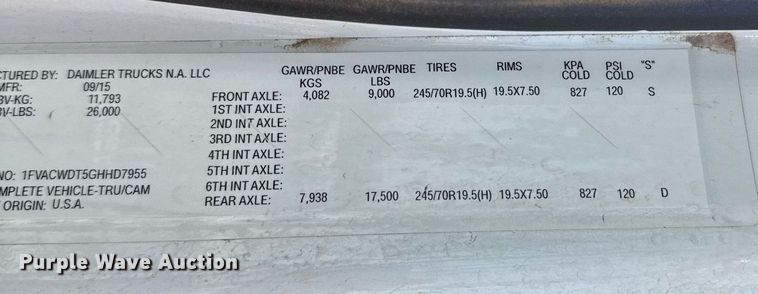 GAWR/PNBE GAWR/PNBE TIRES RIMS KPA PSI "S"
KGS LBS COLD COLD
CTURED BY: DAIMLER TRUCKS N.A. LLC
MFR: 09/15
BV-KG: 11,793
BV-LBS: 26,000
FRONT AXLE: 4,082 9,000 245/70R19.5(H) 19.5X7.50 827 120 S
1ST INT AXLE:
2ND INT AXLE:
3RD INT AXLE:
4TH INT AXLE:
5TH INT AXLE:
6TH INT AXLE:
REAR AXLE: 7,938 17,500 245/70R19.5(H) 19.5X7.50 827 120 D
NO: 1FVACWDT5GHHD7955
MPLETE VEHICLE-TRU/CAM
ORIGIN: U.S.A.
Purple Wave Auction